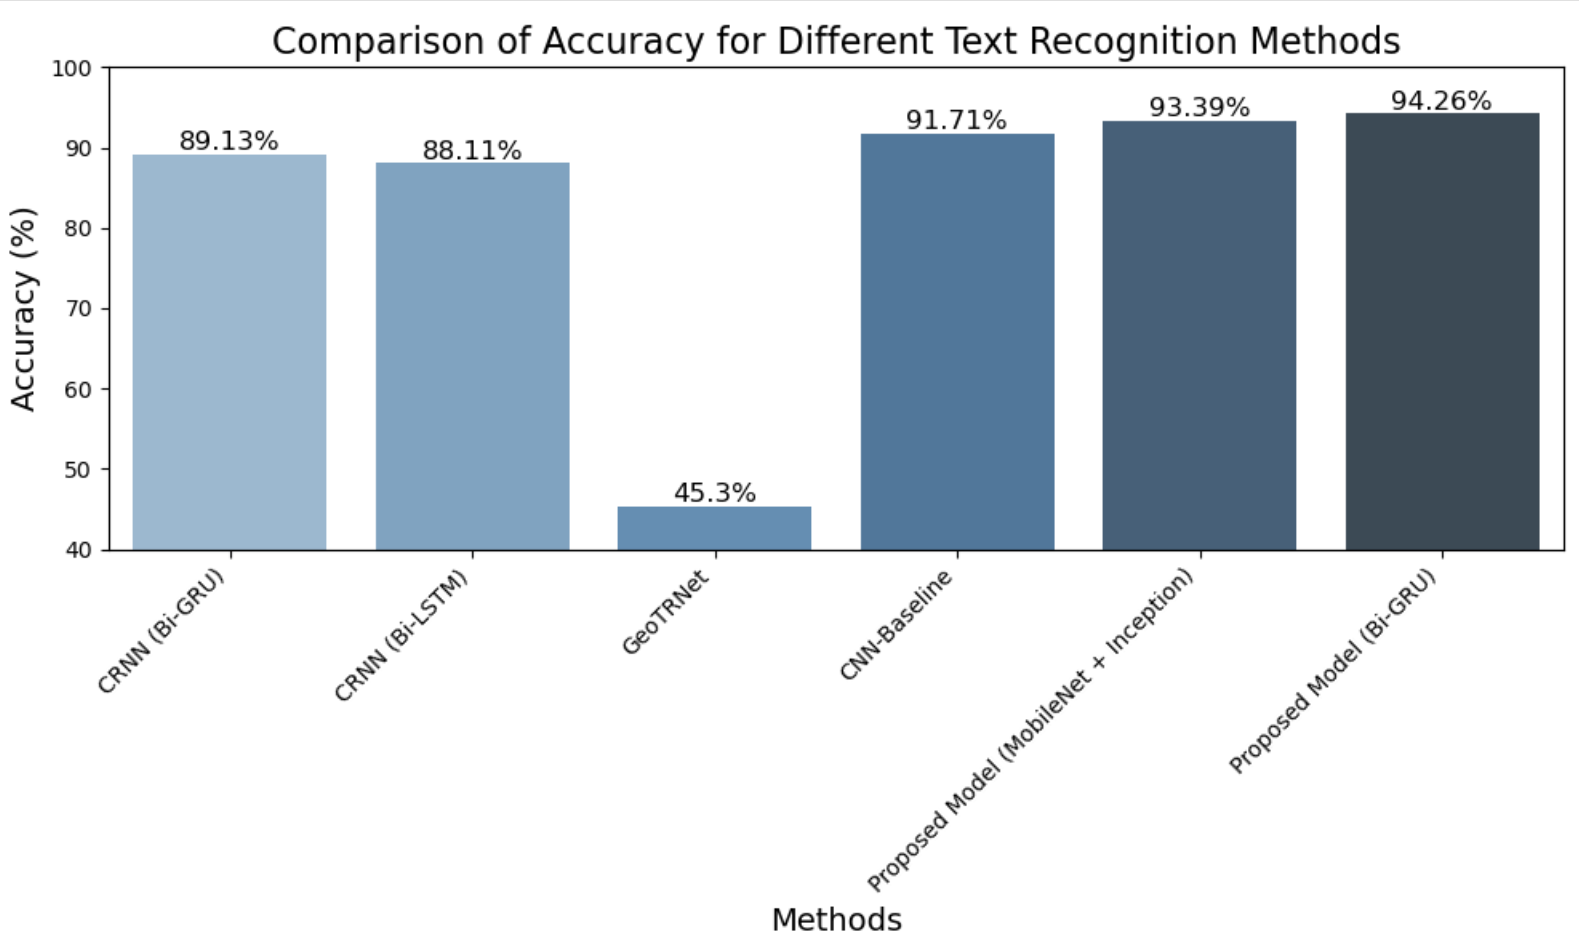 Comparison of Accuracy for Different Text Recognition Methods
Accuracy (%)
100
90
80
70
60
50
40
89.13%
88.11%
45.3%
91.71%
93.39%
94.26%
CRNN (Bi-GRU)
CRNN (Bi-LSTM)
GeoTRNet
CNN-Baseline
Proposed Model (MobileNet + Inception)
Proposed Model (Bi-GRU)
Methods